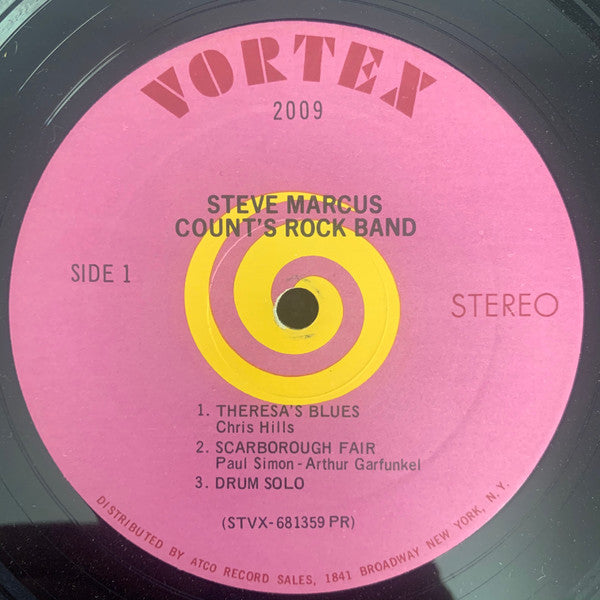 VORTEX
2009
STEVE MARCUS
COUNT'S ROCK BAND
SIDE 1
STEREO
1. THERESA'S BLUES
Chris Hills
2. SCARBOROUGH FAIR
Paul Simon - Arthur Garfunkel
3. DRUM SOLO
(STVX-681359 PR)
DISTRIBUTED BY ATCO RECORD SALES, 1841 BROADWAY NEW YORK, N.Y.